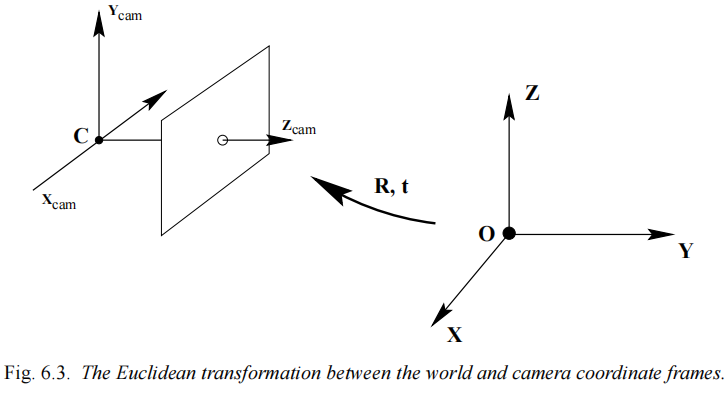 Ycam
C
Zcam
Xcam
R, t
Z
O
Y
X
Fig. 6.3. The Euclidean transformation between the world and camera coordinate frames.